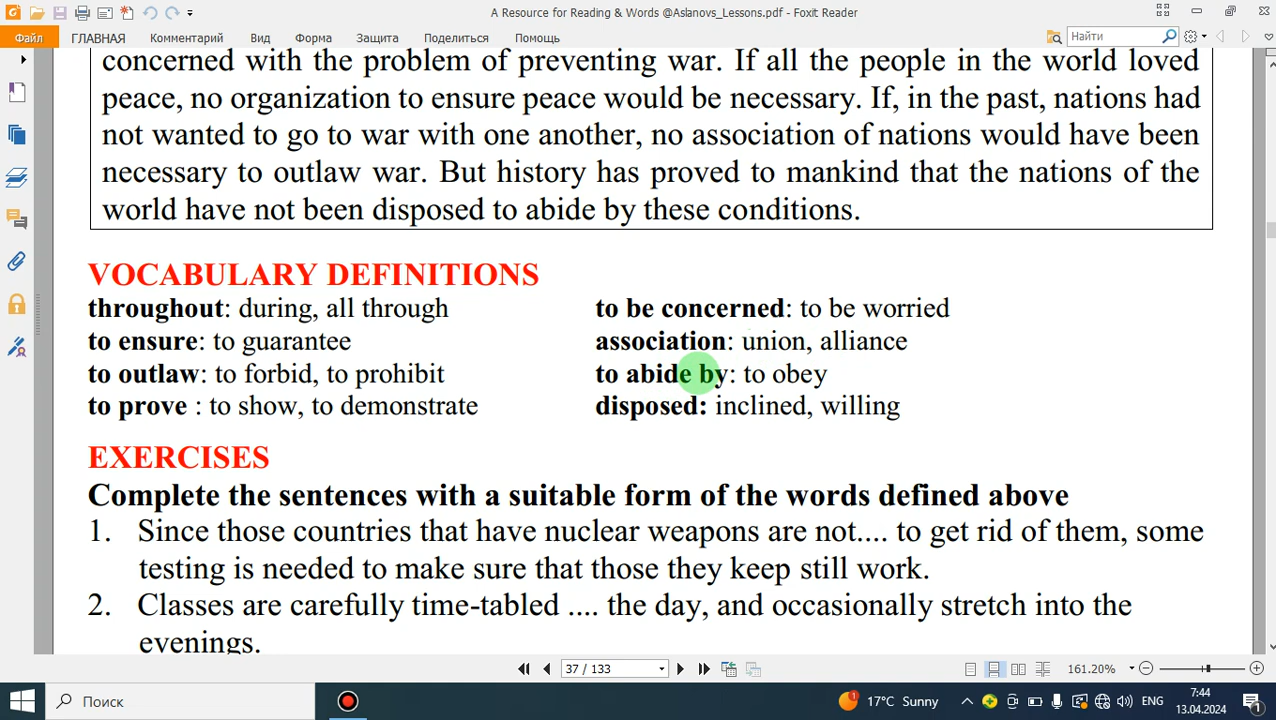 A Resource for Reading & Words @Aslanovs_Lessons.pdf - Foxit Reader
Файл ГЛАВНАЯ Комментарий Вид Форма Защита Поделиться Помощь Найти
concerned with the problem of preventing war. If all the people in the world loved
peace, no organization to ensure peace would be necessary. If, in the past, nations had
not wanted to go to war with one another, no association of nations would have been
necessary to outlaw war. But history has proved to mankind that the nations of the
world have not been disposed to abide by these conditions.
VOCABULARY DEFINITIONS
throughout: during, all through
to be concerned: to be worried
to ensure: to guarantee
association: union, alliance
to outlaw: to forbid, to prohibit
to abide by: to obey
to prove : to show, to demonstrate
disposed: inclined, willing
EXERCISES
Complete the sentences with a suitable form of the words defined above
1. Since those countries that have nuclear weapons are not.... to get rid of them, some
testing is needed to make sure that those they keep still work.
2. Classes are carefully time-tabled .... the day, and occasionally stretch into the
evenings.
37 / 133
161.20%
Поиск
17°C Sunny
ENG
7:44
13.04.2024